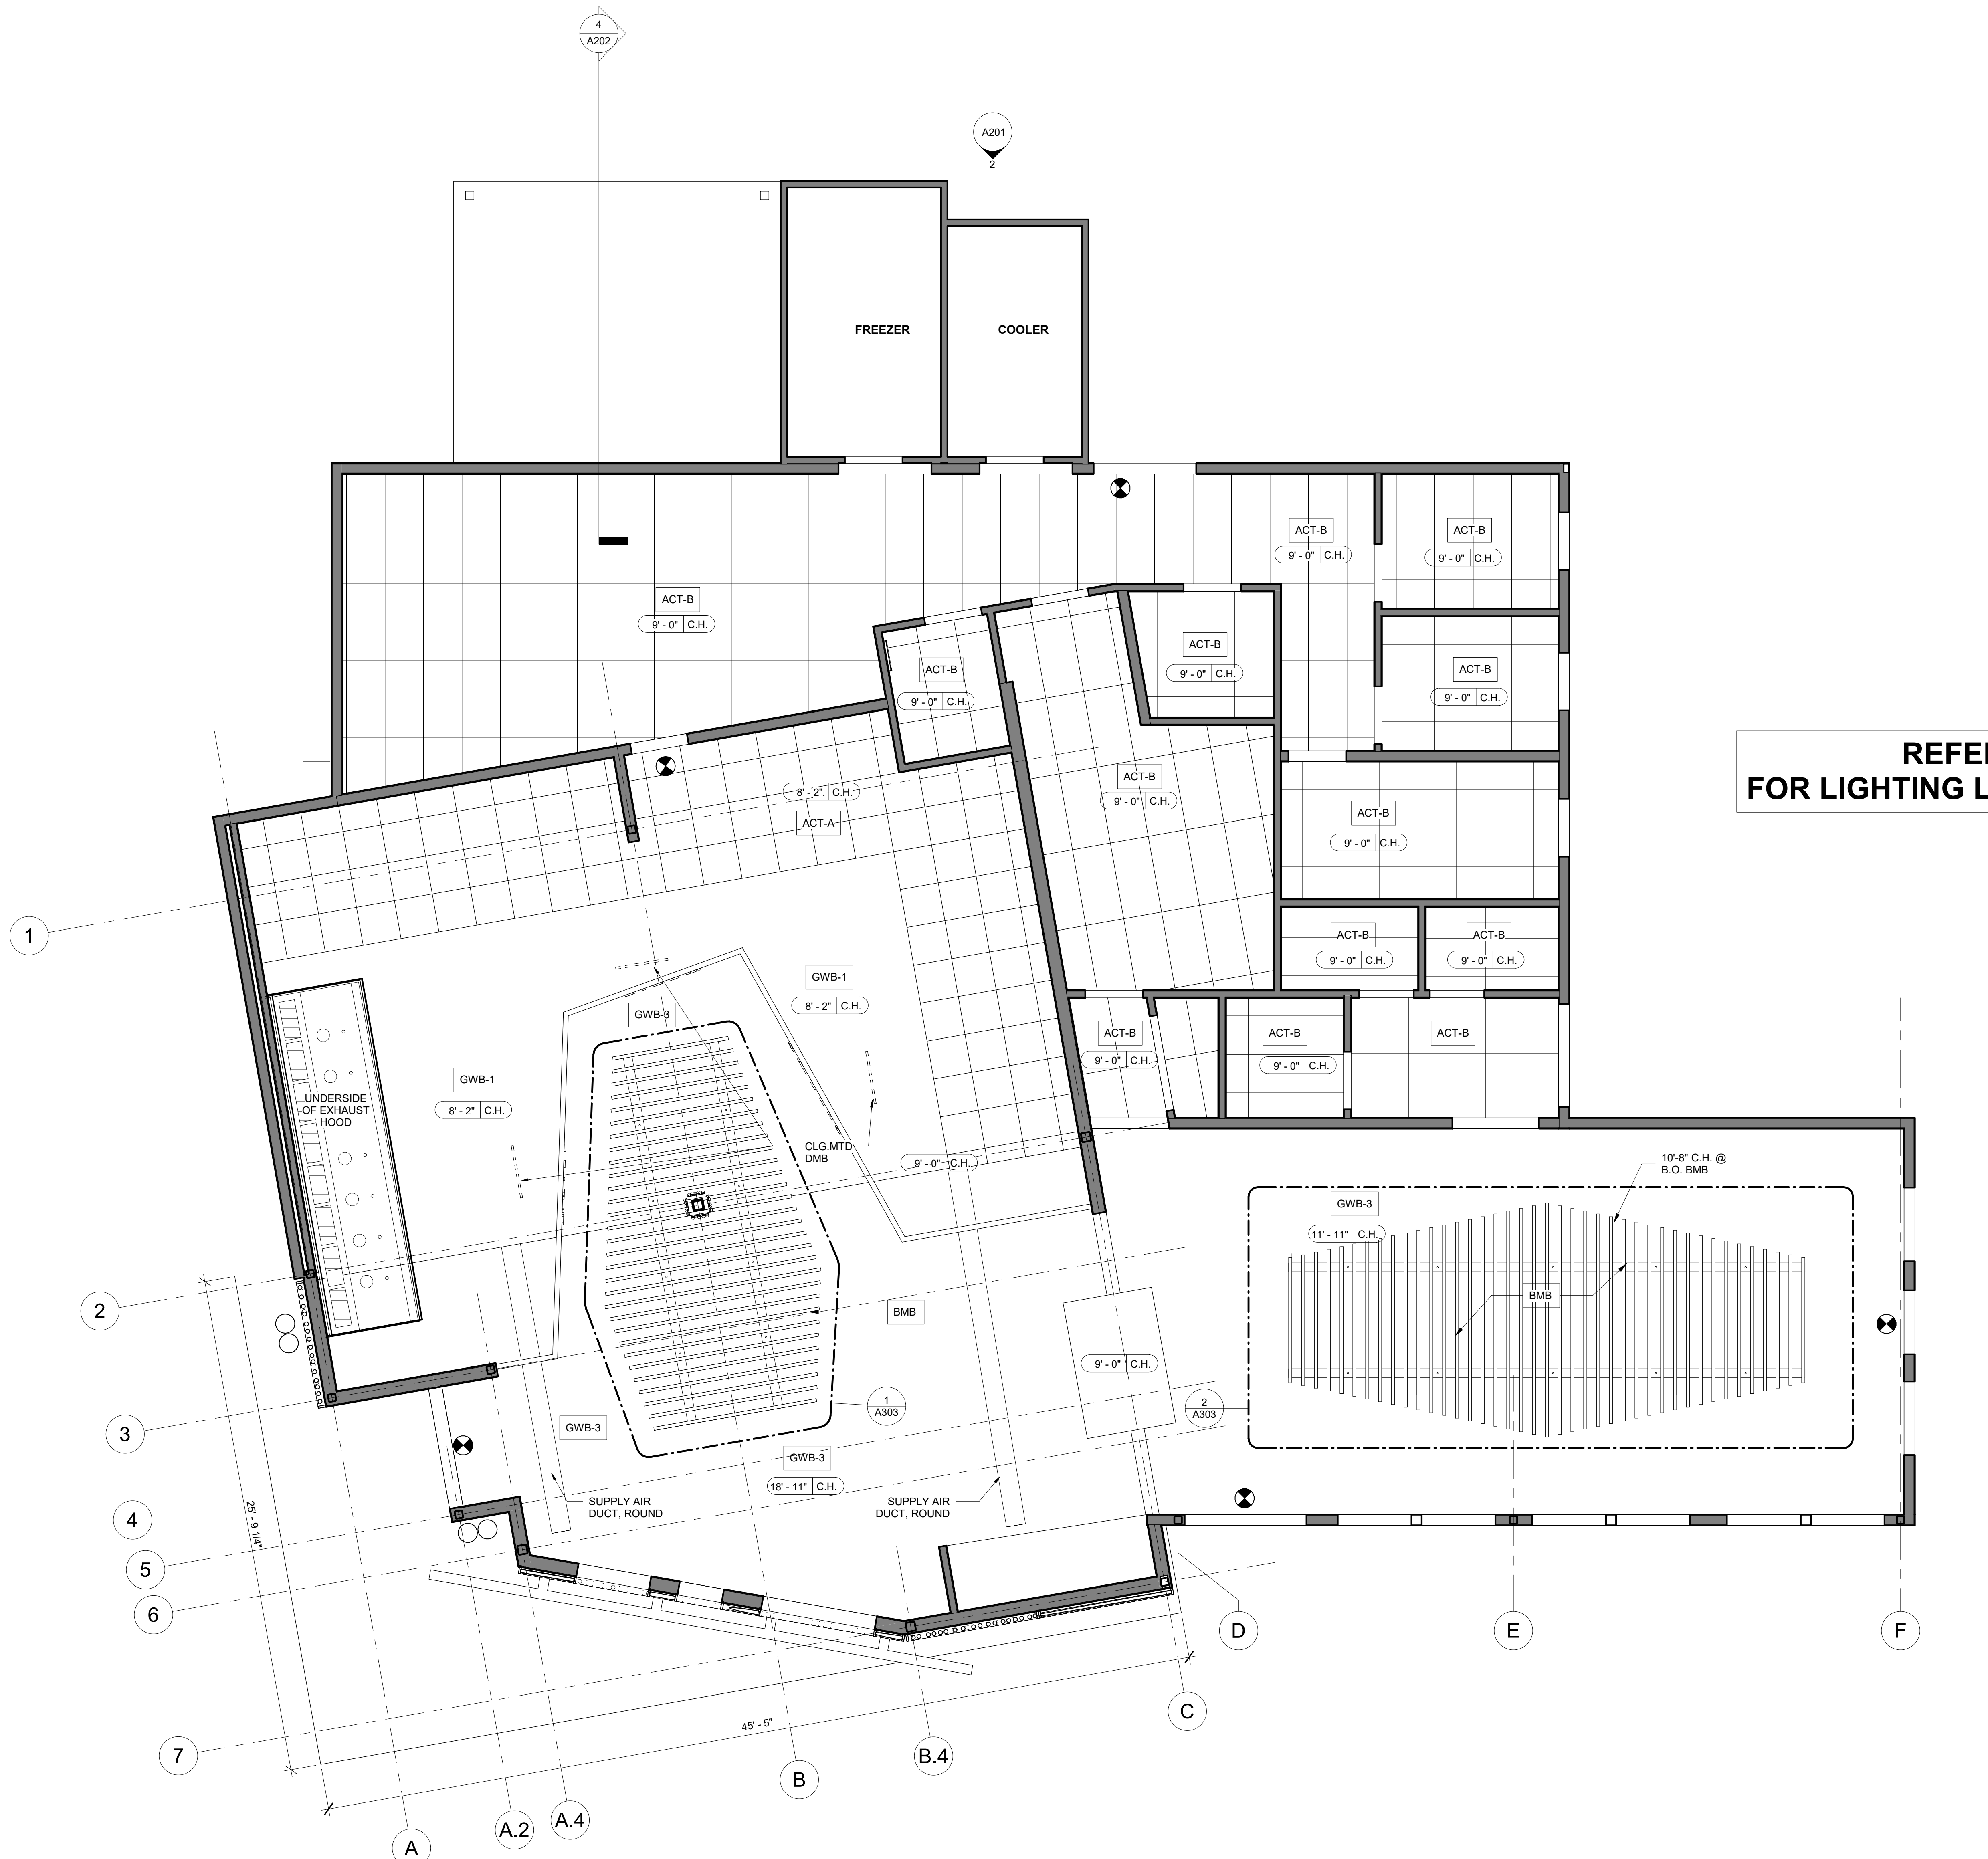 4
A202
A201
2
FREEZER
COOLER
ACT-B
9' - 0" C.H.
ACT-B
9' - 0" C.H.
ACT-B
9' - 0" C.H.
ACT-B
9' - 0" C.H.
ACT-B
9' - 0" C.H.
ACT-B
9' - 0" C.H.
REFE
FOR LIGHTING L
ACT-B
9' - 0" C.H.
8' - 2" C.H.
ACT-A
ACT-B
9' - 0" C.H.
1
ACT-B
9' - 0" C.H.
ACT-B
9' - 0" C.H.
GWB-1
8' - 2" C.H.
GWB-3
ACT-B
9' - 0" C.H.
ACT-B
9' - 0" C.H.
ACT-B
GWB-1
8' - 2" C.H.
UNDERSIDE
OF EXHAUST
HOOD
CLG.MTD
DMB
9' - 0" C.H.
10'-8" C.H. @
B.O. BMB
GWB-3
11' - 11" C.H.
BMB
2
BMB
9' - 0" C.H.
1
A303
2
A303
3
GWB-3
GWB-3
18' - 11" C.H.
SUPPLY AIR
DUCT, ROUND
SUPPLY AIR
DUCT, ROUND
25' - 9 1/4"
4
5
6
D
E
F
45' - 5"
C
7
B.4
B
A.4
A.2
A